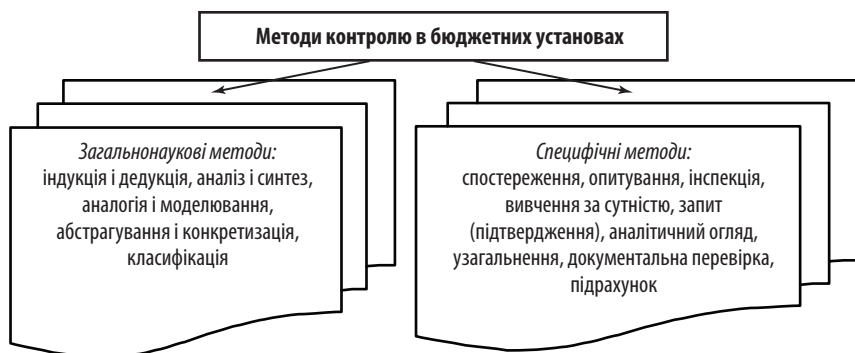 Методи контролю в бюджетних установах
Загальнонаукові методи:
індукція і дедукція, аналіз і синтез,
аналогія і моделювання,
абстрагування і конкретизація,
класифікація
Специфічні методи:
спостереження, опитування, інспекція,
вивчення за сутністю, запит
(підтвердження), аналітичний огляд,
узагальнення, документальна перевірка,
підрахунок